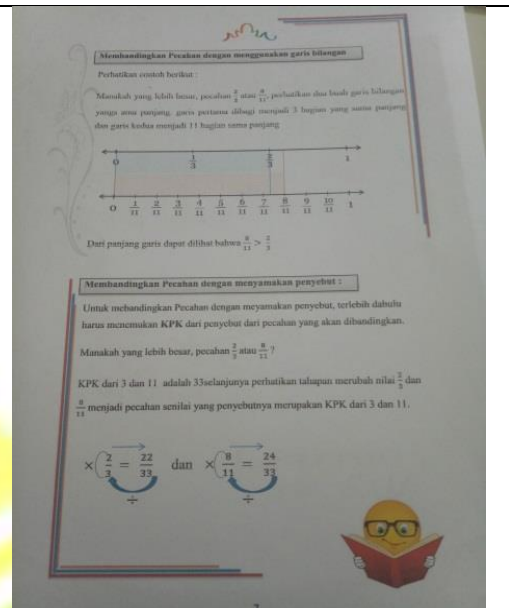 Membandingkan Pecahan dengan menggunakan garis bilangan
Perhatikan contoh berikut :
Manakah yang lebih besar, pecahan 2/3 atau 8/11, perhatikan dua buah garis bilangan
yanga ama panjang, garis pertama dibagi menjadi 3 bagian yang sama panjang
dan garis kedua menjadi 11 bagian sama panjang
0 1/3 2/3 1
0 1/11 2/11 3/11 4/11 5/11 6/11 7/11 8/11 9/11 10/11 1
Dari panjang garis dapat dilihat bahwa 8/11 > 2/3
Membandingkan Pecahan dengan menyamakan penyebut :
Untuk mebandingkan Pecahan dengan meyamakan penyebut, terlebih dahulu
harus menemukan KPK dari penyebut dari pecahan yang akan dibandingkan.
Manakah yang lebih besar, pecahan 2/3 atau 8/11 ?
KPK dari 3 dan 11 adalah 33selanjunya perhatikan tahapan merubah nilai 2/3 dan
8/11 menjadi pecahan senilai yang penyebutnya merupakan KPK dari 3 dan 11.
× 2/3 = 22/33 dan × 8/11 = 24/33
÷ ÷